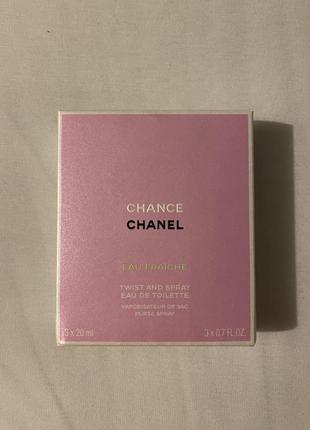 CHANCE
CHANEL
EAU FRAÎCHE
TWIST AND SPRAY
EAU DE TOILETTE
VAPORISATEUR DE SAC
PURSE SPRAY
3 x 20 ml 3 x 0.7 FL. OZ.